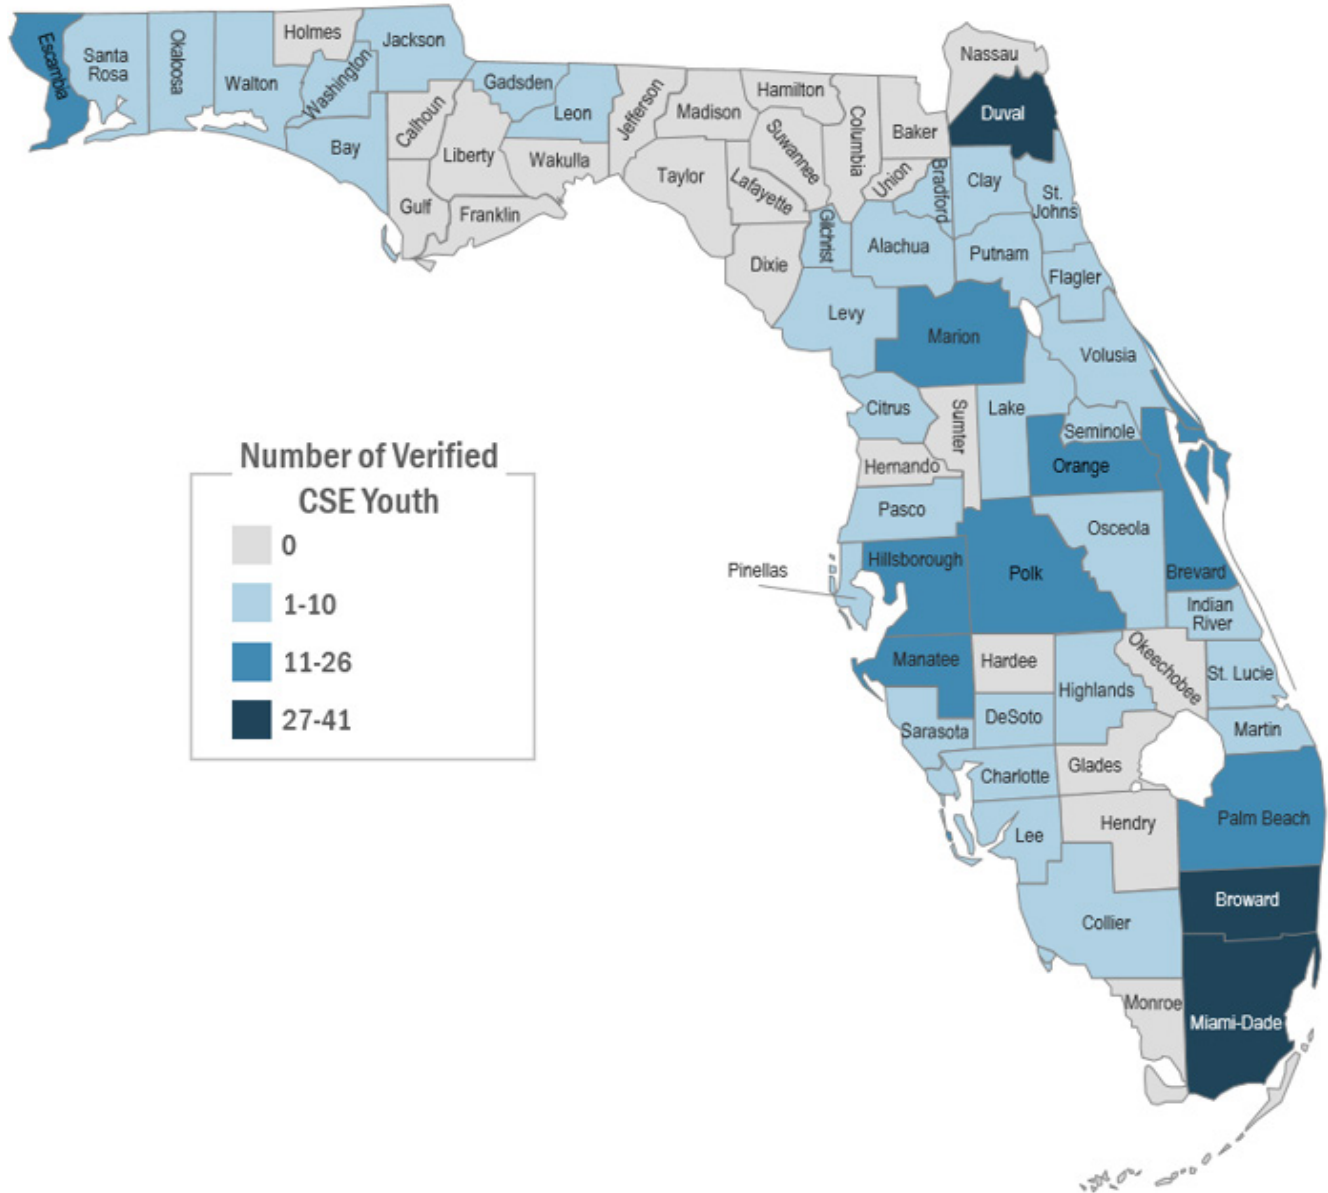 Escambia
Santa
Rosa
Okaloosa
Walton
Holmes
Washington
Jackson
Bay
Calhoun
Gulf
Liberty
Franklin
Gadsden
Leon
Wakulla
Jefferson
Madison
Taylor
Hamilton
Suwannee
Lafayette
Dixie
Columbia
Baker
Union
Bradford
Gilchrist
Alachua
Nassau
Duval
Clay
St.
Johns
Putnam
Flagler
Levy
Marion
Volusia
Citrus
Sumter
Lake
Seminole
Orange
Hernando
Pasco
Pinellas
Hillsborough
Polk
Osceola
Brevard
Indian
River
Manatee
Hardee
Highlands
Okeechobee
St. Lucie
Sarasota
DeSoto
Martin
Charlotte
Glades
Lee
Hendry
Palm Beach
Collier
Broward
Monroe
Miami-Dade
Number of Verified
CSE Youth
0
1-10
11-26
27-41